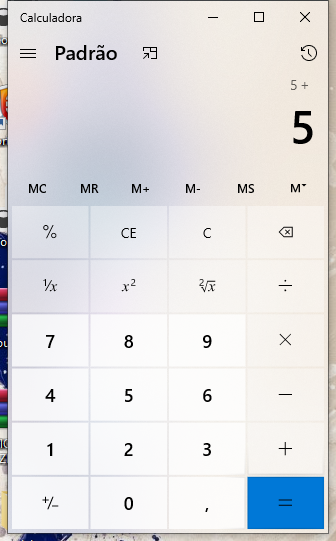 Calculadora
Padrão
5 +
5
MC MR M+ M- MS M˅
% CE C
¹/x x² ²√x ÷
7 8 9 ×
4 5 6 −
1 2 3 +
+/− 0 , =